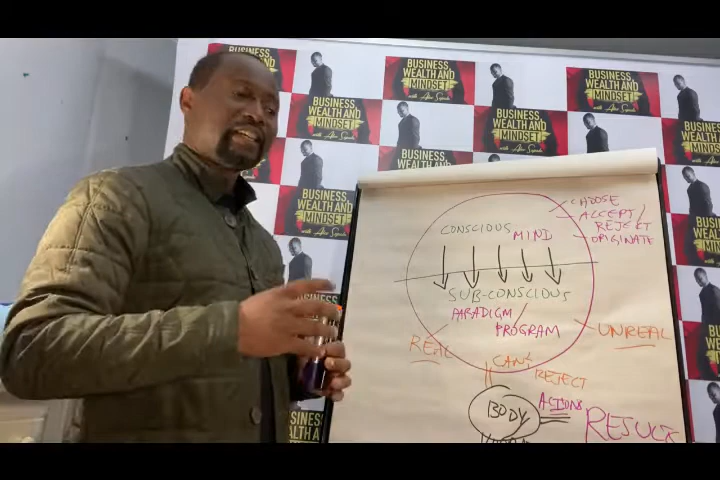 BUSINESS,
WEALTH AND
MINDSET
CHOOSE
ACCEPT/
REJECT
ORIGINATE
CONSCIOUS
MIND
SUB-CONSCIOUS
PARADIGM /
PROGRAM
REAL
UNREAL
CAN'T
REJECT
BODY
ACTIONS